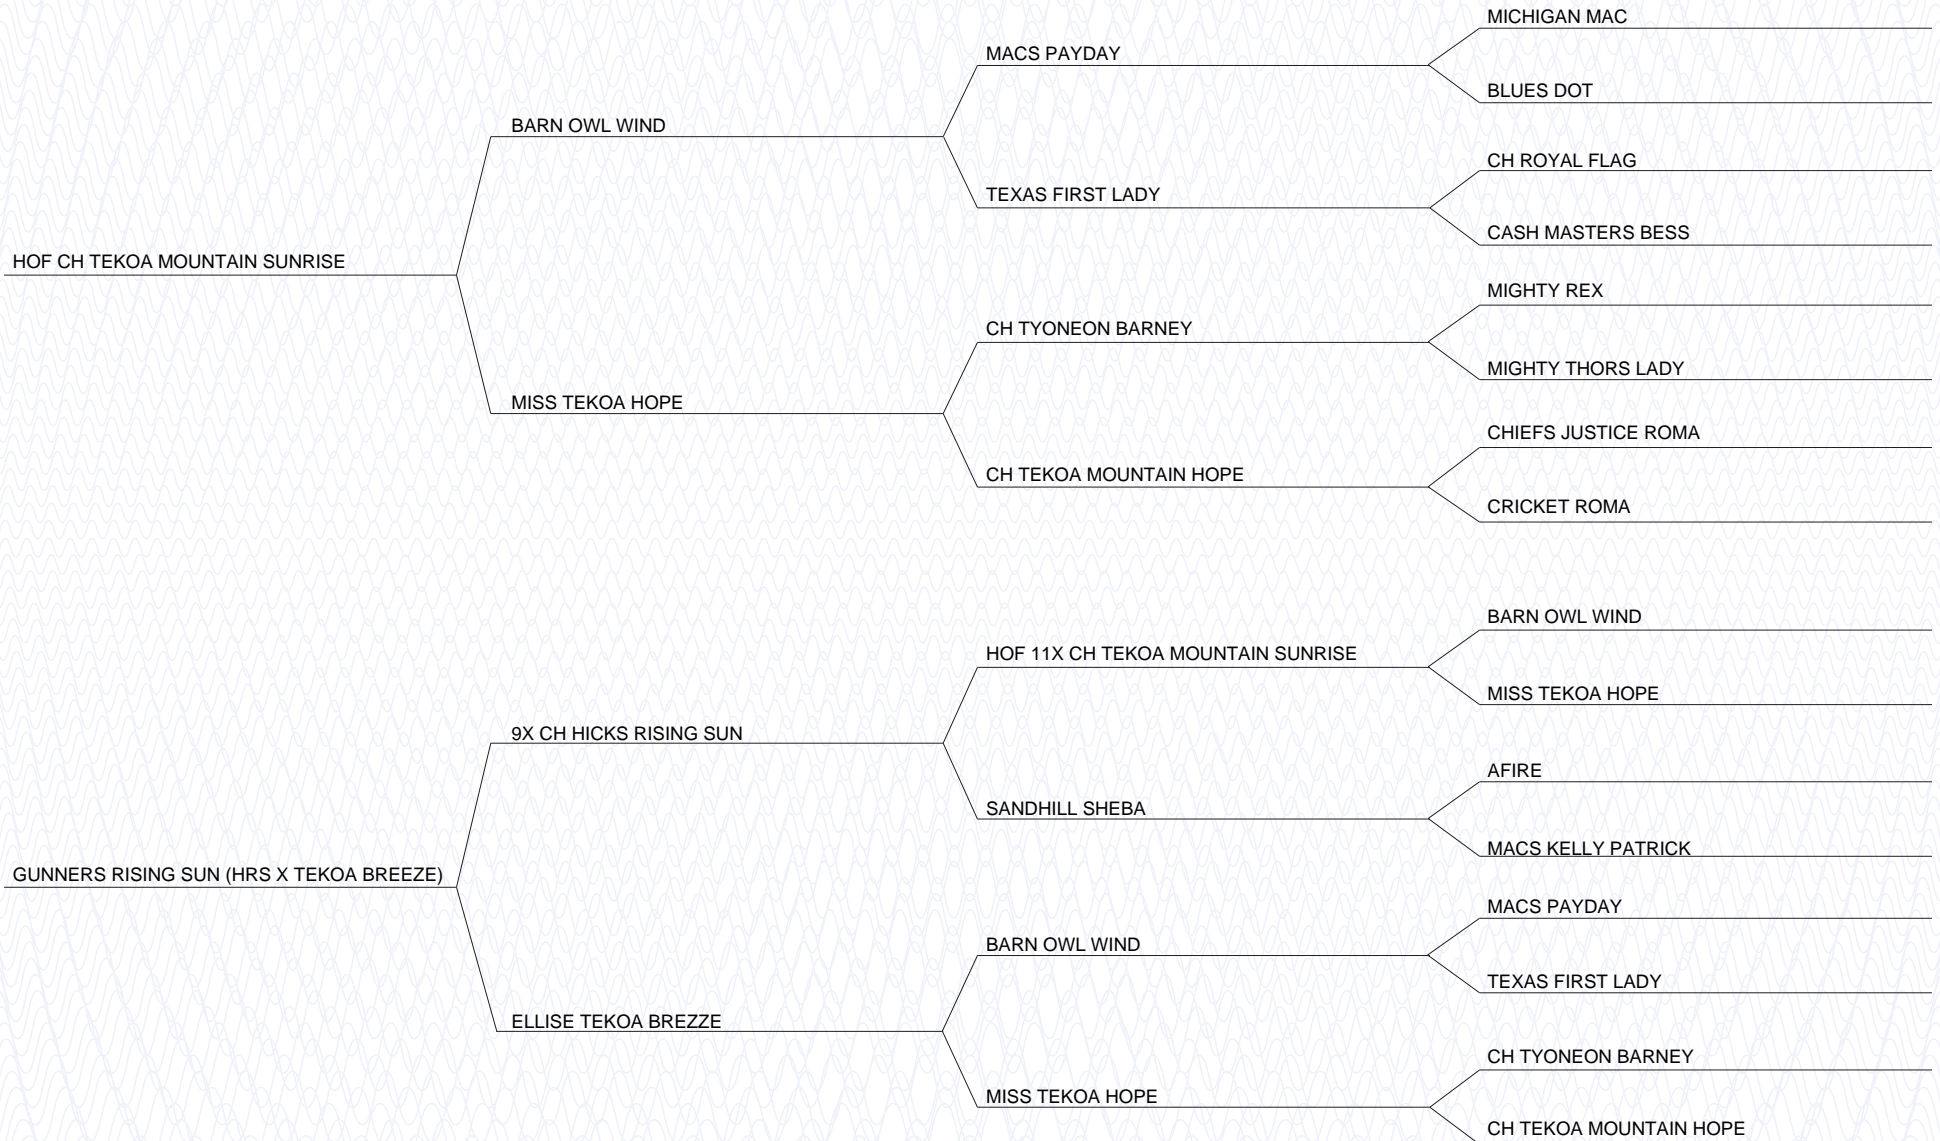 MICHIGAN MAC
MACS PAYDAY
BLUES DOT
BARN OWL WIND
CH ROYAL FLAG
TEXAS FIRST LADY
CASH MASTERS BESS
HOF CH TEKOA MOUNTAIN SUNRISE
MIGHTY REX
CH TYONEON BARNEY
MIGHTY THORS LADY
MISS TEKOA HOPE
CHIEFS JUSTICE ROMA
CH TEKOA MOUNTAIN HOPE
CRICKET ROMA
BARN OWL WIND
HOF 11X CH TEKOA MOUNTAIN SUNRISE
MISS TEKOA HOPE
9X CH HICKS RISING SUN
AFIRE
SANDHILL SHEBA
MACS KELLY PATRICK
GUNNERS RISING SUN (HRS X TEKOA BREEZE)
MACS PAYDAY
BARN OWL WIND
TEXAS FIRST LADY
ELLISE TEKOA BREZZE
CH TYONEON BARNEY
MISS TEKOA HOPE
CH TEKOA MOUNTAIN HOPE